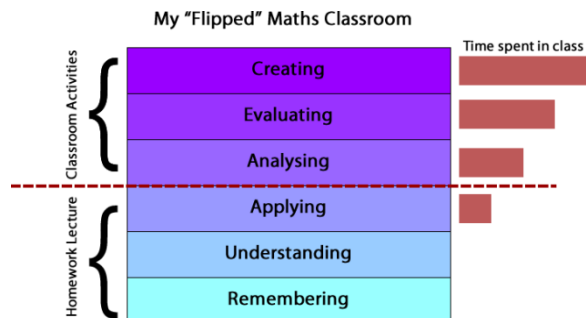 My “Flipped” Maths Classroom
Time spent in class
Classroom Activities
Creating
Evaluating
Analysing
Homework Lecture
Applying
Understanding
Remembering